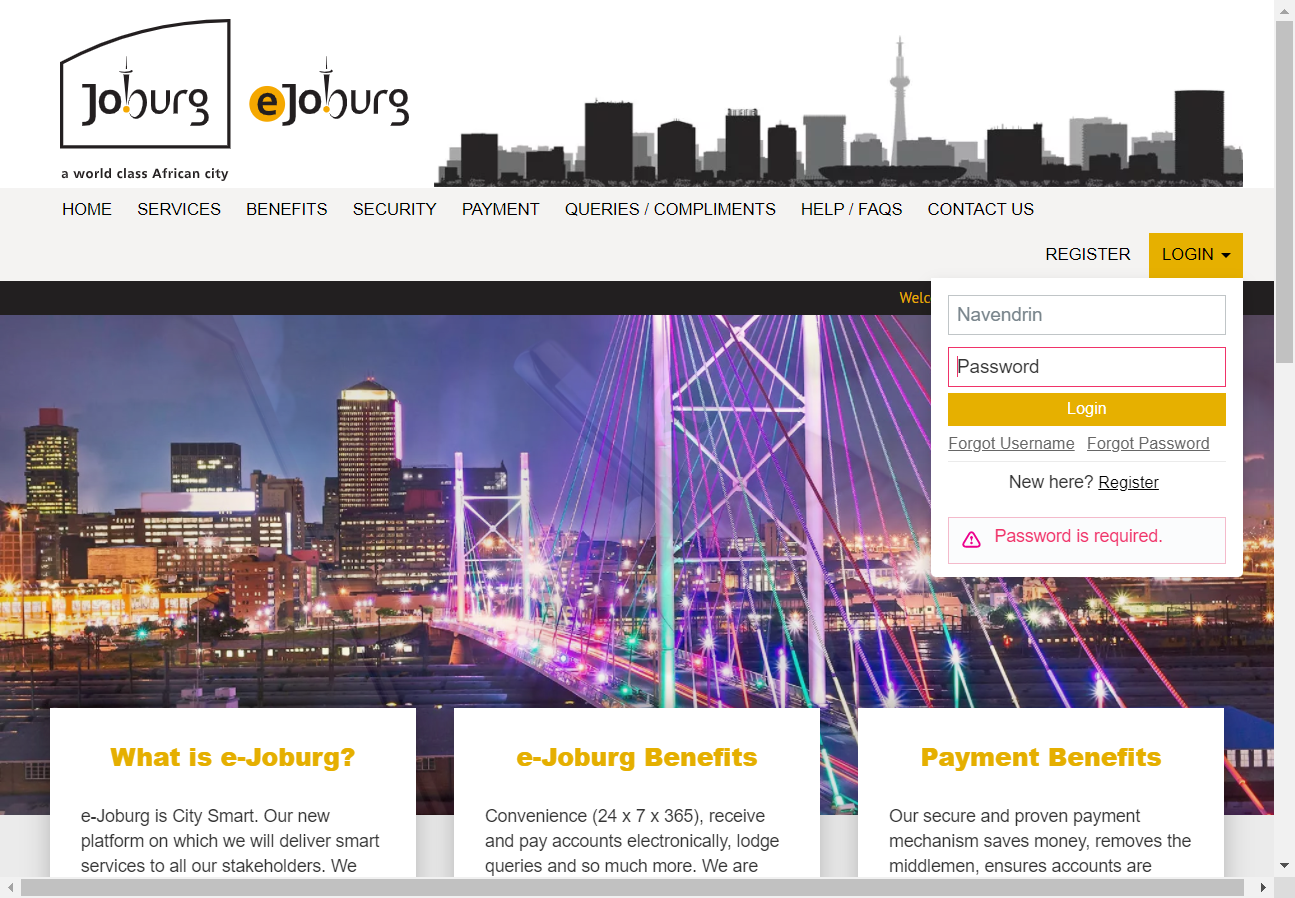 Joburg
eJoburg
a world class African city
HOME SERVICES BENEFITS SECURITY PAYMENT QUERIES / COMPLIMENTS HELP / FAQS CONTACT US
REGISTER LOGIN
Welc
Navendrin
Password
Login
Forgot Username Forgot Password
New here? Register
Password is required.
What is e-Joburg?
e-Joburg is City Smart. Our new
platform on which we will deliver smart
services to all our stakeholders. We
e-Joburg Benefits
Convenience (24 x 7 x 365), receive
and pay accounts electronically, lodge
queries and so much more. We are
Payment Benefits
Our secure and proven payment
mechanism saves money, removes the
middlemen, ensures accounts are